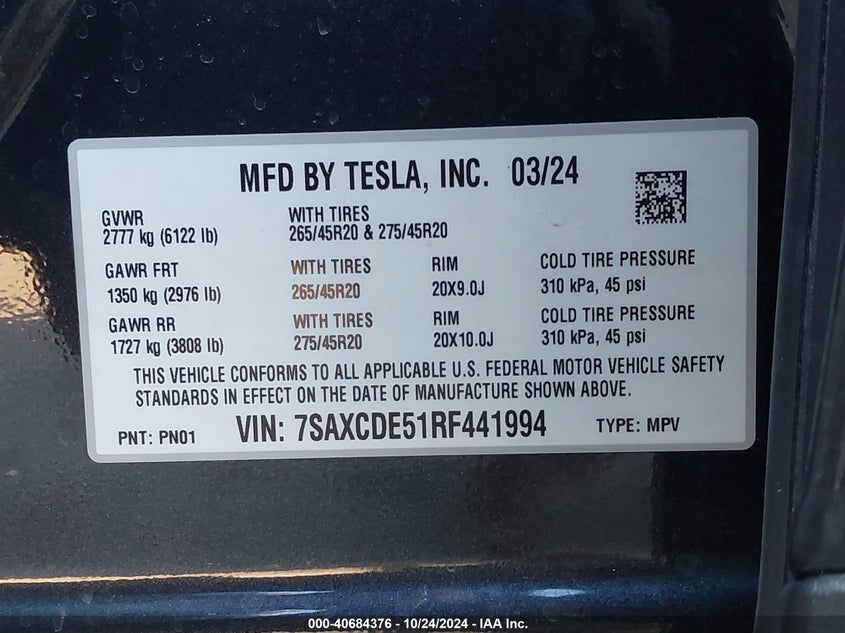 MFD BY TESLA, INC. 03/24
GVWR WITH TIRES
2777 kg (6122 lb) 265/45R20 & 275/45R20
GAWR FRT WITH TIRES RIM COLD TIRE PRESSURE
1350 kg (2976 lb) 265/45R20 20X9.0J 310 kPa, 45 psi
GAWR RR WITH TIRES RIM COLD TIRE PRESSURE
1727 kg (3808 lb) 275/45R20 20X10.0J 310 kPa, 45 psi
THIS VEHICLE CONFORMS TO ALL APPLICABLE U.S. FEDERAL MOTOR VEHICLE SAFETY
STANDARDS IN EFFECT ON THE DATE OF MANUFACTURE SHOWN ABOVE.
PNT: PN01 VIN: 7SAXCDE51RF441994 TYPE: MPV
000-40684376 - 10/24/2024 - IAA Inc.